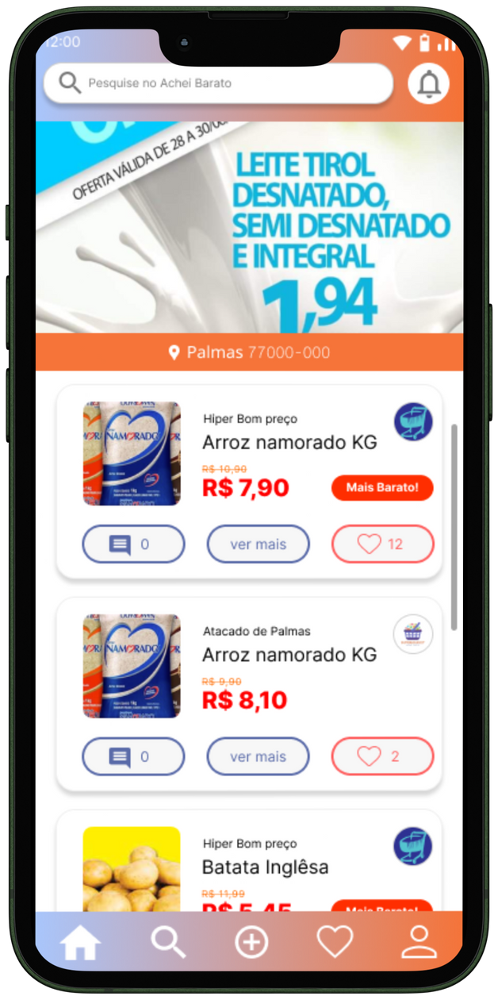 12:00
Pesquise no Achei Barato
OFERTA VÁLIDA DE 28 A 30/0
LEITE TIROL
DESNATADO,
SEMI DESNATADO
E INTEGRAL
1,94
Palmas 77000-000
Hiper Bom preço
Arroz namorado KG
R$ 10,90
R$ 7,90
Mais Barato!
NAMORADO
0
ver mais
12
Atacado de Palmas
Arroz namorado KG
R$ 9,90
R$ 8,10
NAMORADO
0
ver mais
2
Hiper Bom preço
Batata Inglêsa
R$ 11,99
R$ 5,45
Mais Barato!